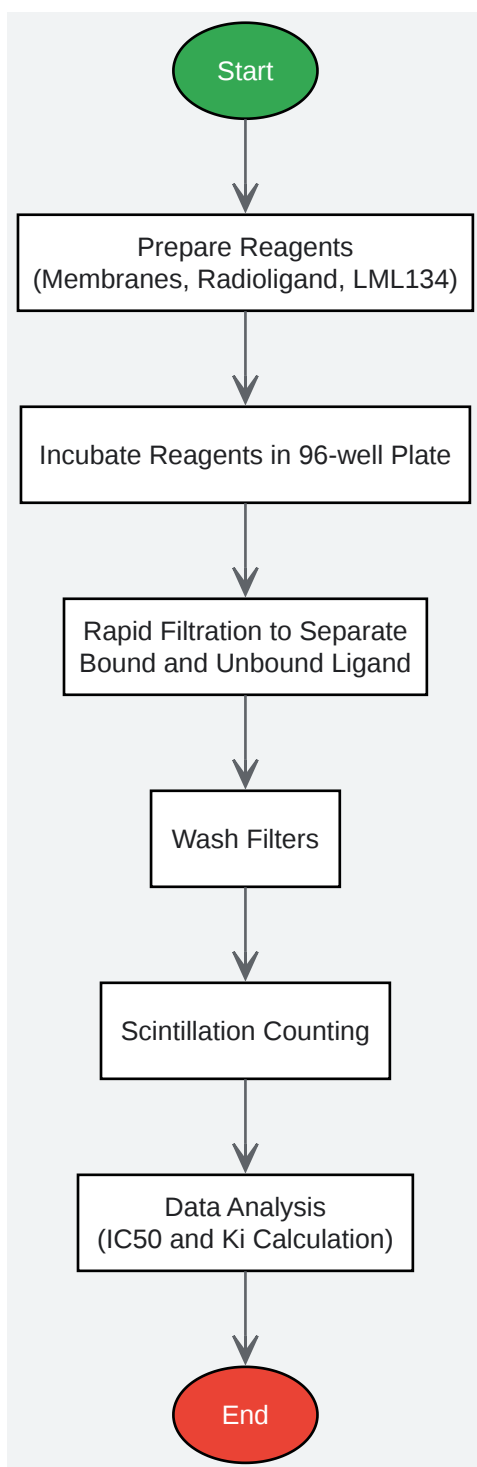 Start
Prepare Reagents
(Membranes, Radioligand, LML134)
Incubate Reagents in 96-well Plate
Rapid Filtration to Separate
Bound and Unbound Ligand
Wash Filters
Scintillation Counting
Data Analysis
(IC50 and Ki Calculation)
End